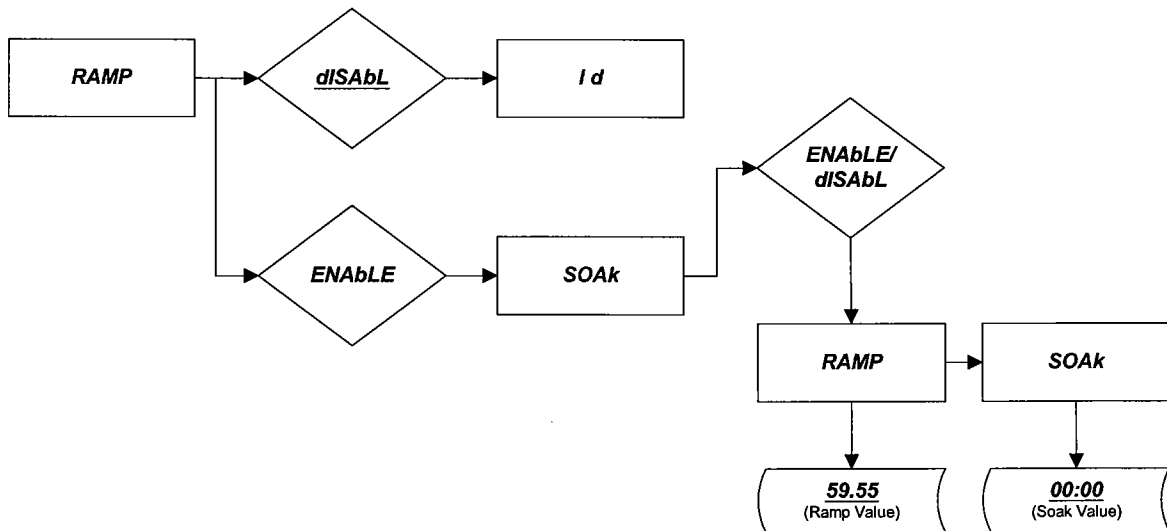 RAMP
dISAbL
I d
ENAbLE/
dISAbL
ENAbLE
SOAk
RAMP
SOAk
59.55
(Ramp Value)
00:00
(Soak Value)